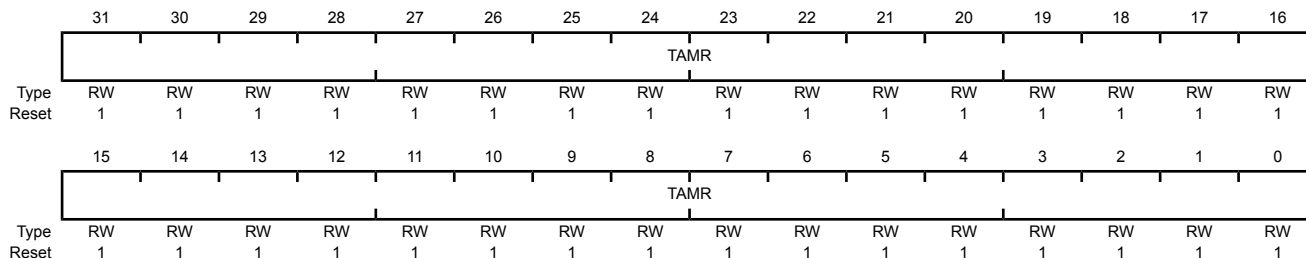 31 30 29 28 27 26 25 24 23 22 21 20 19 18 17 16
TAMR
Type RW RW RW RW RW RW RW RW RW RW RW RW RW RW RW RW
Reset 1 1 1 1 1 1 1 1 1 1 1 1 1 1 1 1
15 14 13 12 11 10 9 8 7 6 5 4 3 2 1 0
TAMR
Type RW RW RW RW RW RW RW RW RW RW RW RW RW RW RW RW
Reset 1 1 1 1 1 1 1 1 1 1 1 1 1 1 1 1